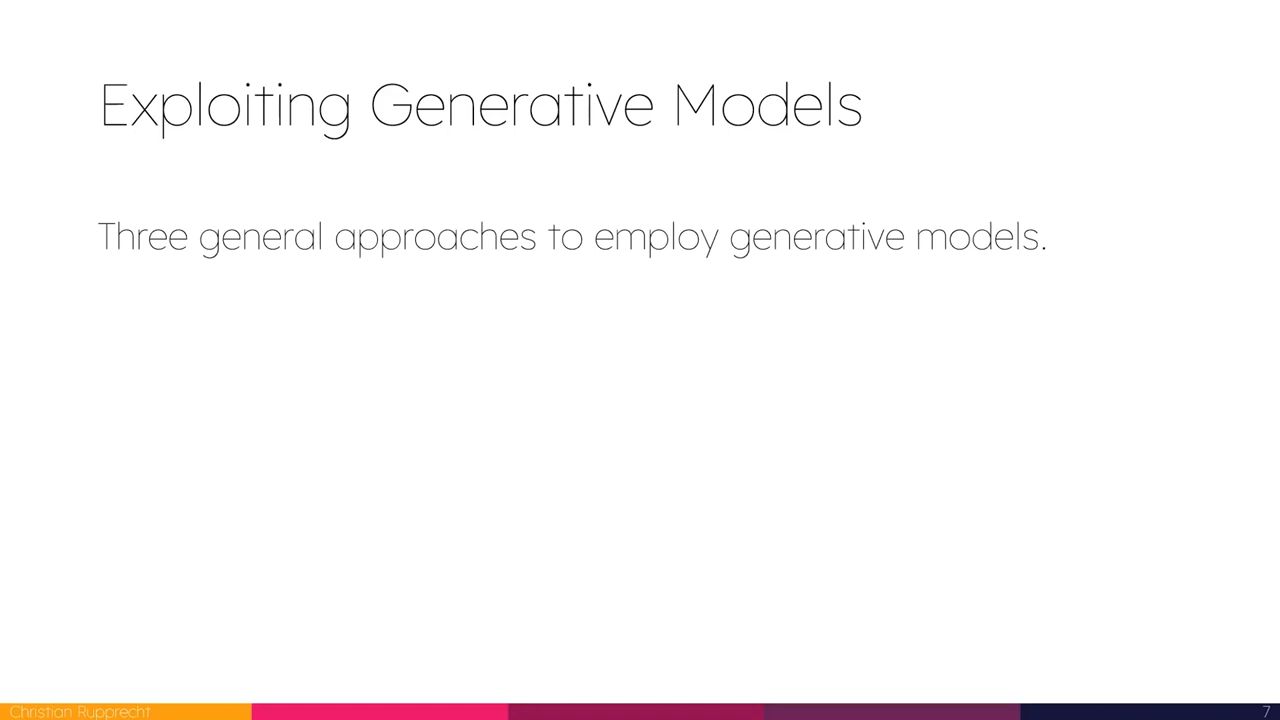 Exploiting Generative Models
Three general approaches to employ generative models.
Christian Rupprecht
7